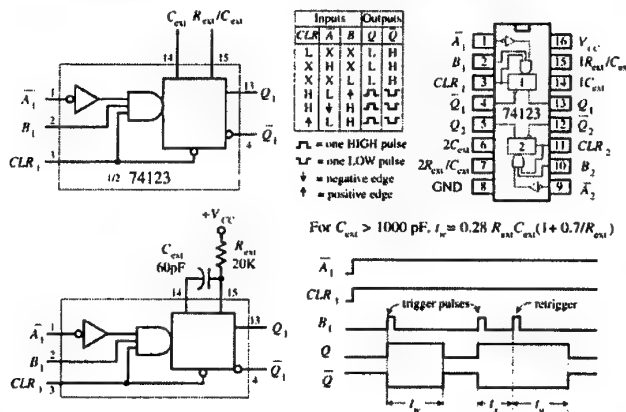 C_ext R_ext/C_ext
14 15
Ā₁ 1
B₁ 2
CLR₁ 3
13 Q₁
4 Q̄₁
1/2 74123
Inputs Outputs
CLR Ā B Q Q̄
L X X L H
X H X L H
X X L L H
H L ↑
H ↓ H
↑ L H
= one HIGH pulse
= one LOW pulse
↓ = negative edge
↑ = positive edge
Ā₁ 1 16 V_CC
B₁ 2 15 1R_ext/C_ext
CLR₁ 3 14 1C_ext
Q̄₁ 4 13 Q₁
Q₂ 5 12 Q̄₂
2C_ext 6 11 CLR₂
2R_ext/C_ext 7 10 B₂
GND 8 9 Ā₂
1
74123
2
+V_CC
C_ext
60pF
R_ext
20K
14 15
Ā₁ 1
B₁ 2
CLR₁ 3
13 Q₁
4 Q̄₁
For C_ext > 1000 pF, t_w = 0.28 R_ext C_ext (1+ 0.7/R_ext)
Ā₁
CLR₁
trigger pulses retrigger
B₁
Q
Q̄
t_w t_x t_w